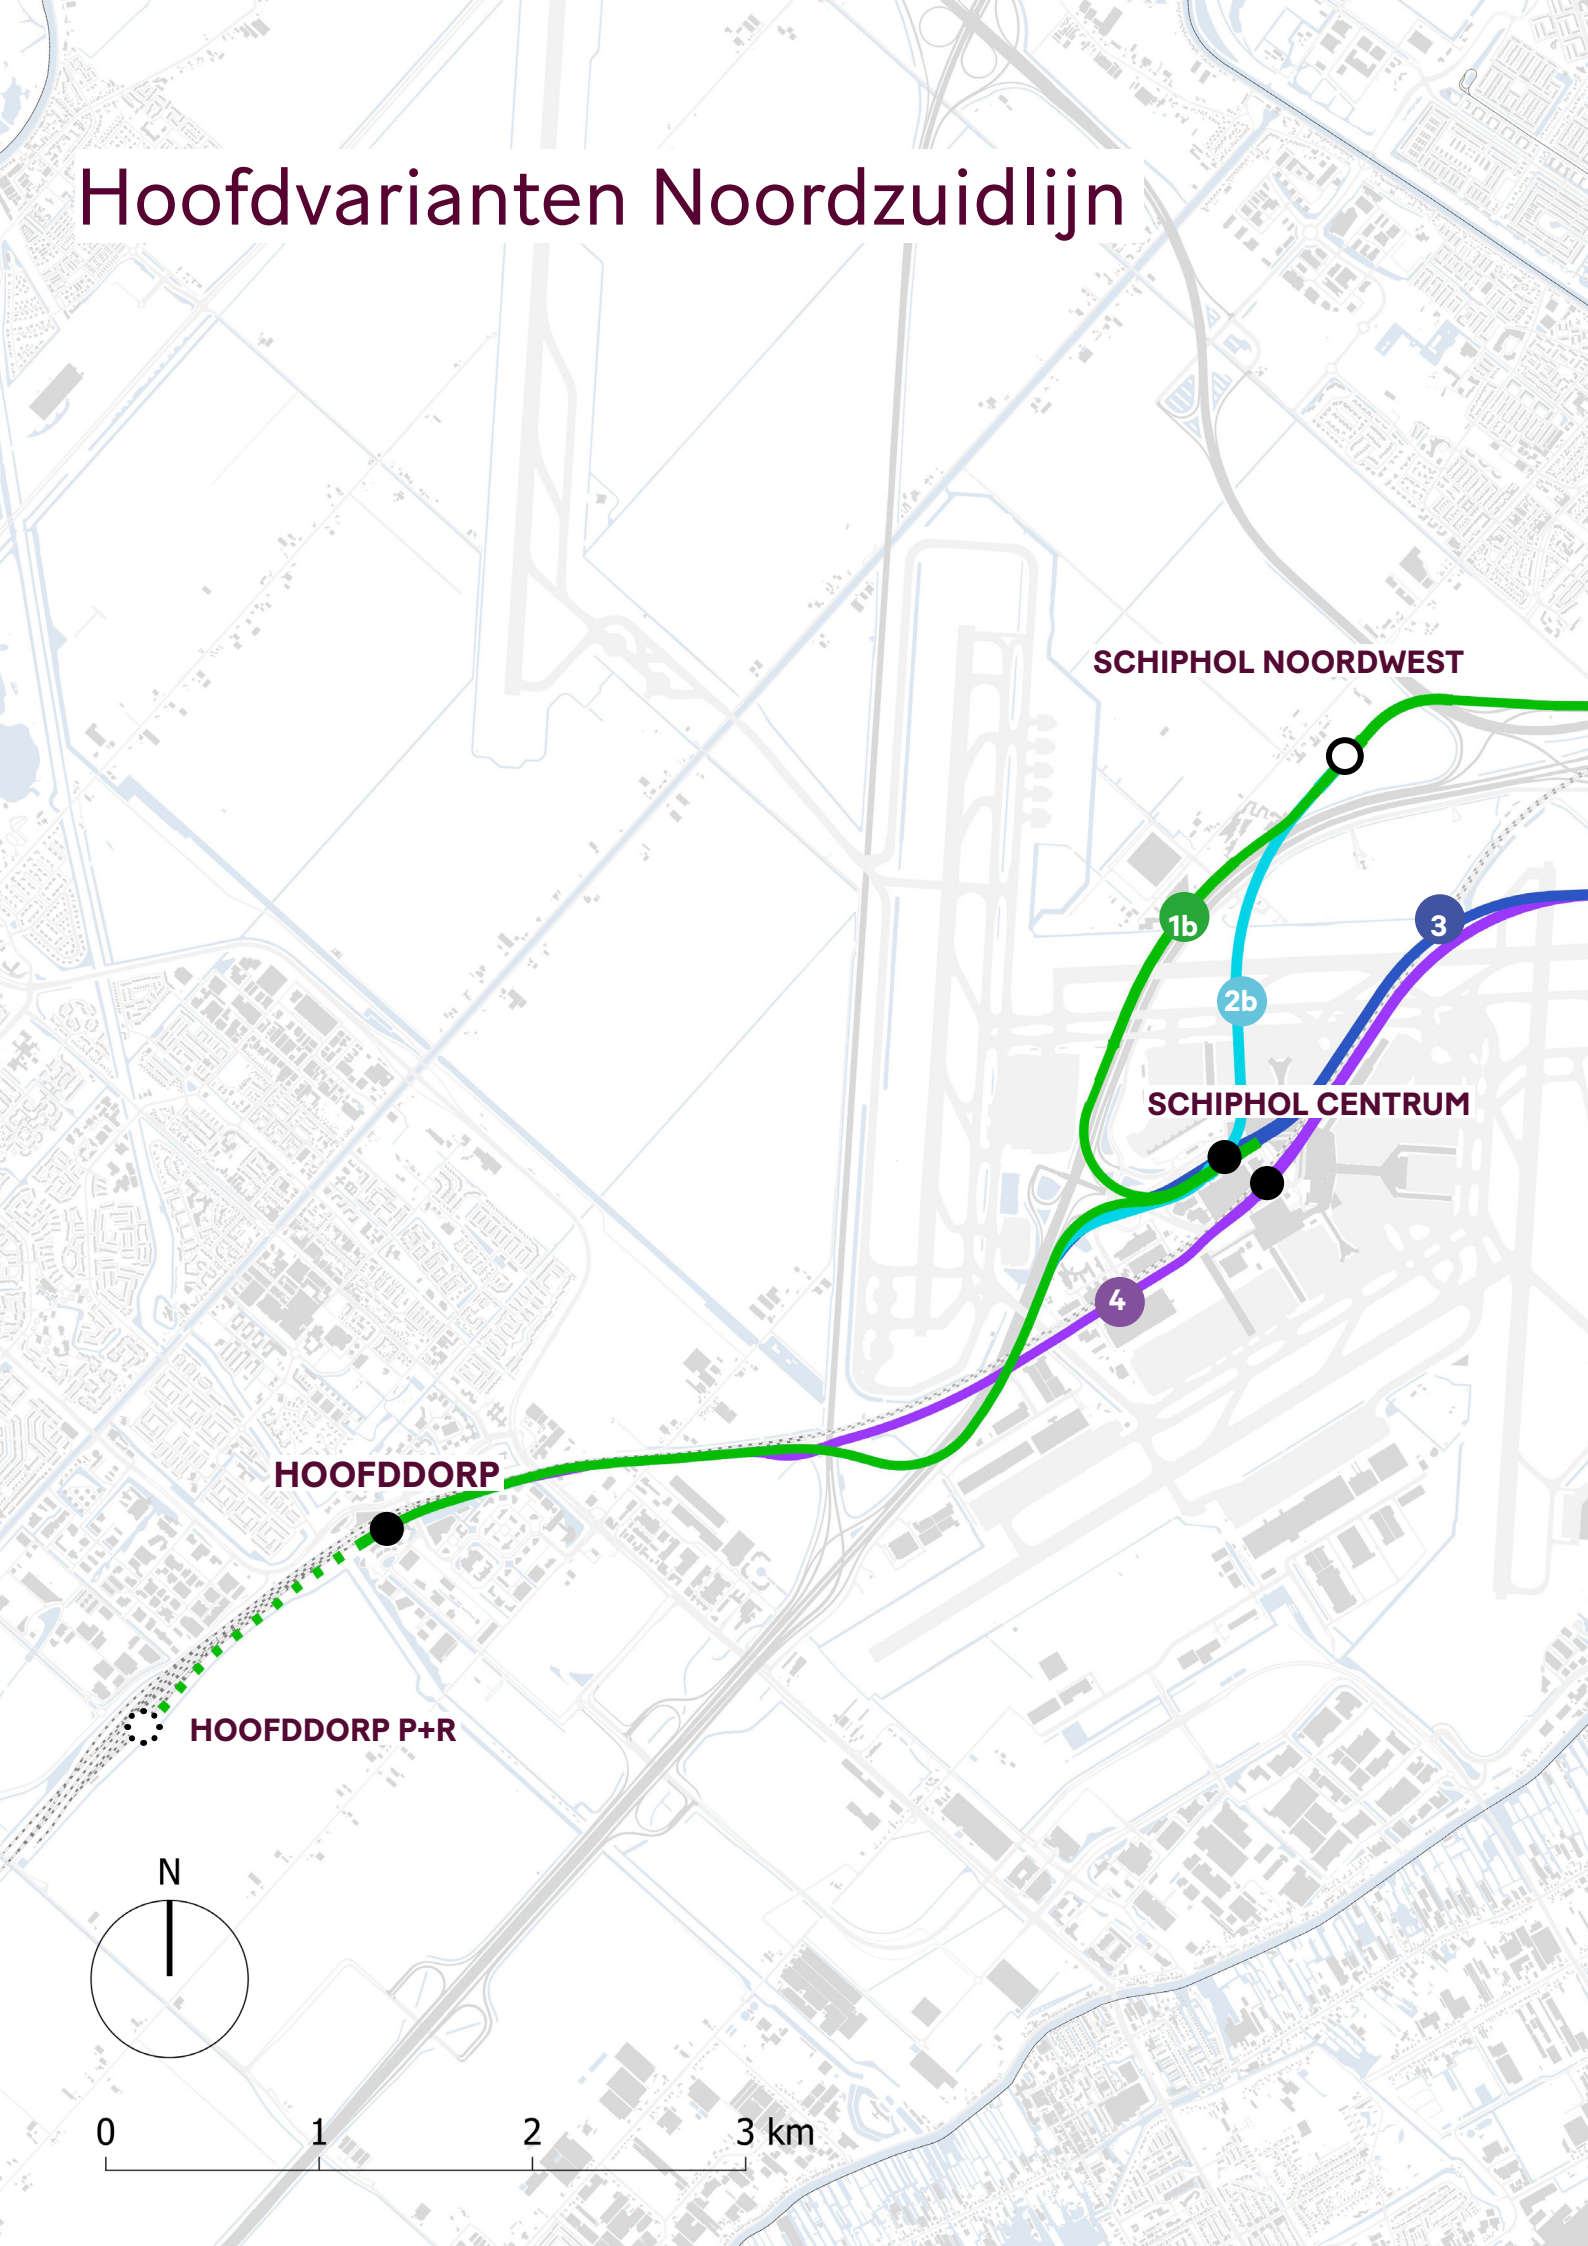 Hoofdvarianten Noordzuidlijn
SCHIPHOL NOORDWEST
1b
3
2b
SCHIPHOL CENTRUM
4
HOOFDDORP
HOOFDDORP P+R
N
0 1 2 3 km